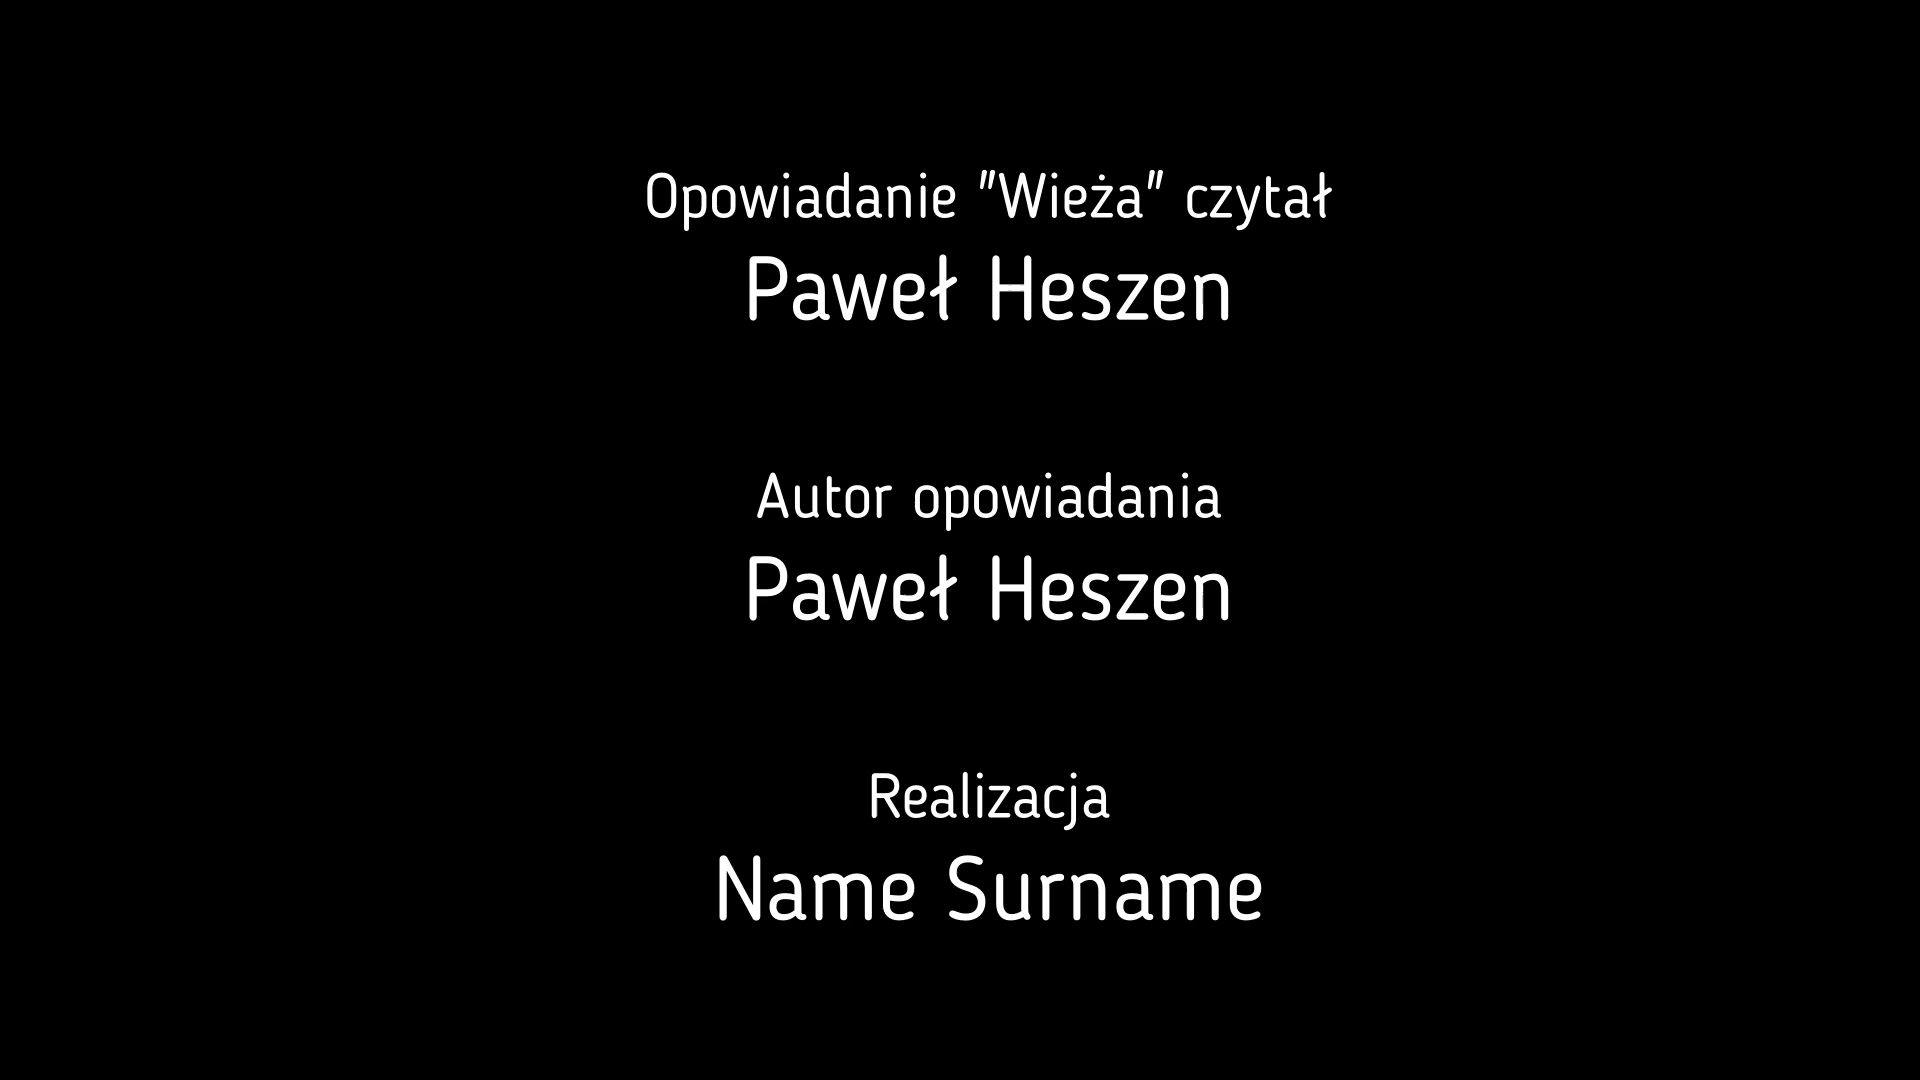 Opowiadanie "Wieża" czytał
Paweł Heszen
Autor opowiadania
Paweł Heszen
Realizacja
Name Surname